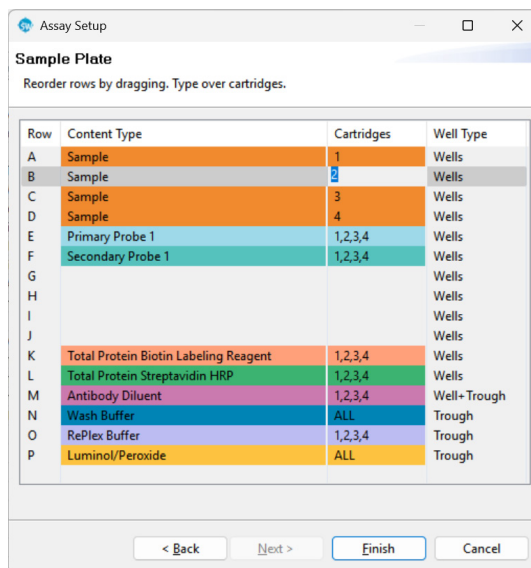 SW Assay Setup
Sample Plate
Reorder rows by dragging. Type over cartridges.
Row Content Type Cartridges Well Type
A Sample 1 Wells
B Sample 2 Wells
C Sample 3 Wells
D Sample 4 Wells
E Primary Probe 1 1,2,3,4 Wells
F Secondary Probe 1 1,2,3,4 Wells
G Wells
H Wells
I Wells
J Wells
K Total Protein Biotin Labeling Reagent 1,2,3,4 Wells
L Total Protein Streptavidin HRP 1,2,3,4 Wells
M Antibody Diluent 1,2,3,4 Well+Trough
N Wash Buffer ALL Trough
O RePlex Buffer 1,2,3,4 Trough
P Luminol/Peroxide ALL Trough
< Back Next > Finish Cancel